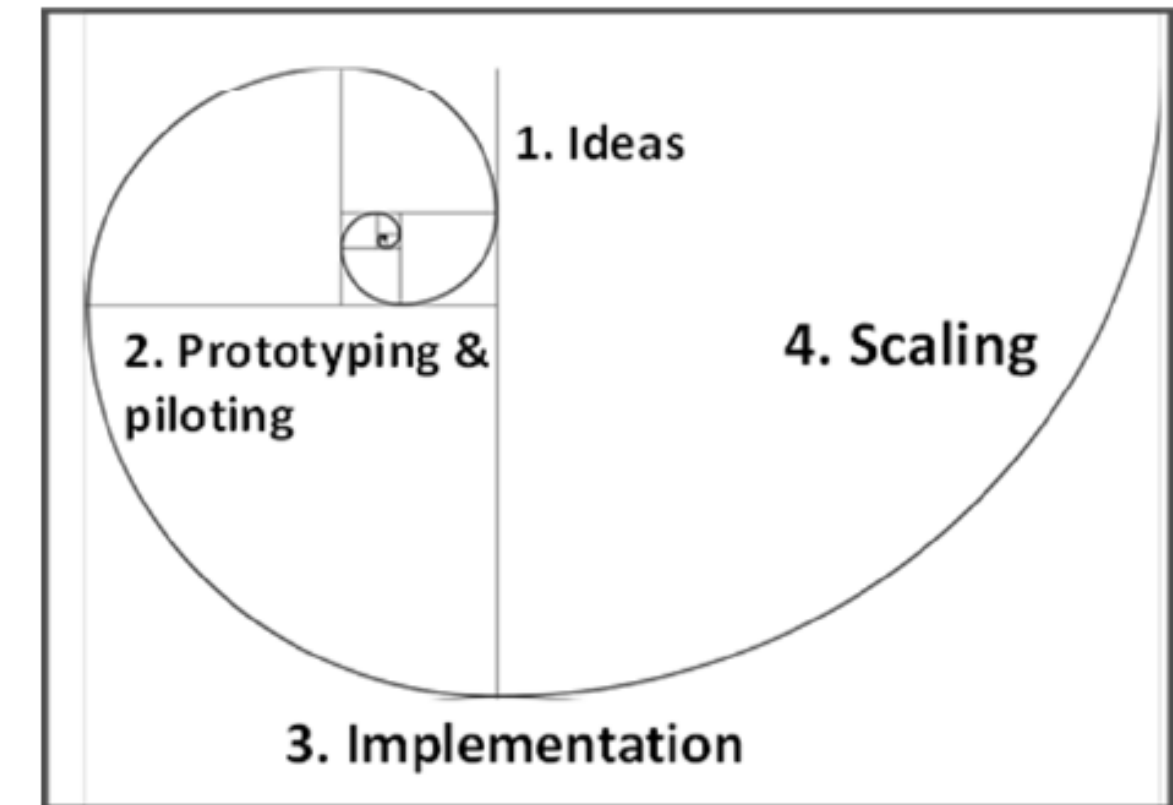 1. Ideas
2. Prototyping &
piloting
4. Scaling
3. Implementation